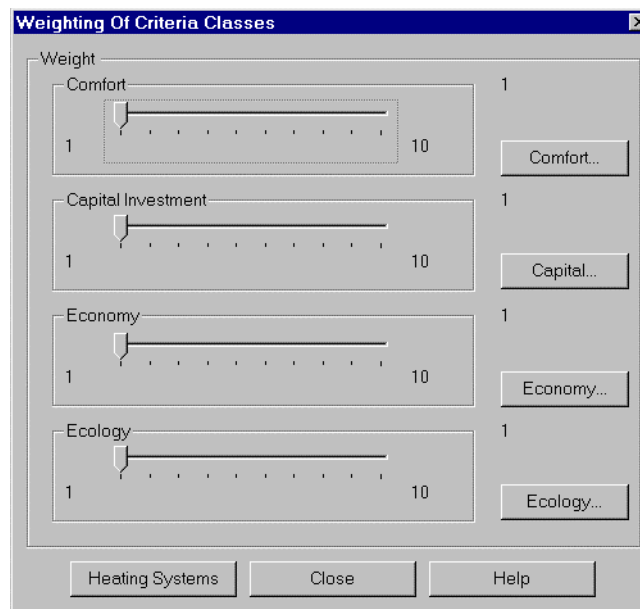 Weighting Of Criteria Classes
Weight
Comfort
1
1
10
Comfort...
Capital Investment
1
1
10
Capital...
Economy
1
1
10
Economy...
Ecology
1
1
10
Ecology...
Heating Systems
Close
Help